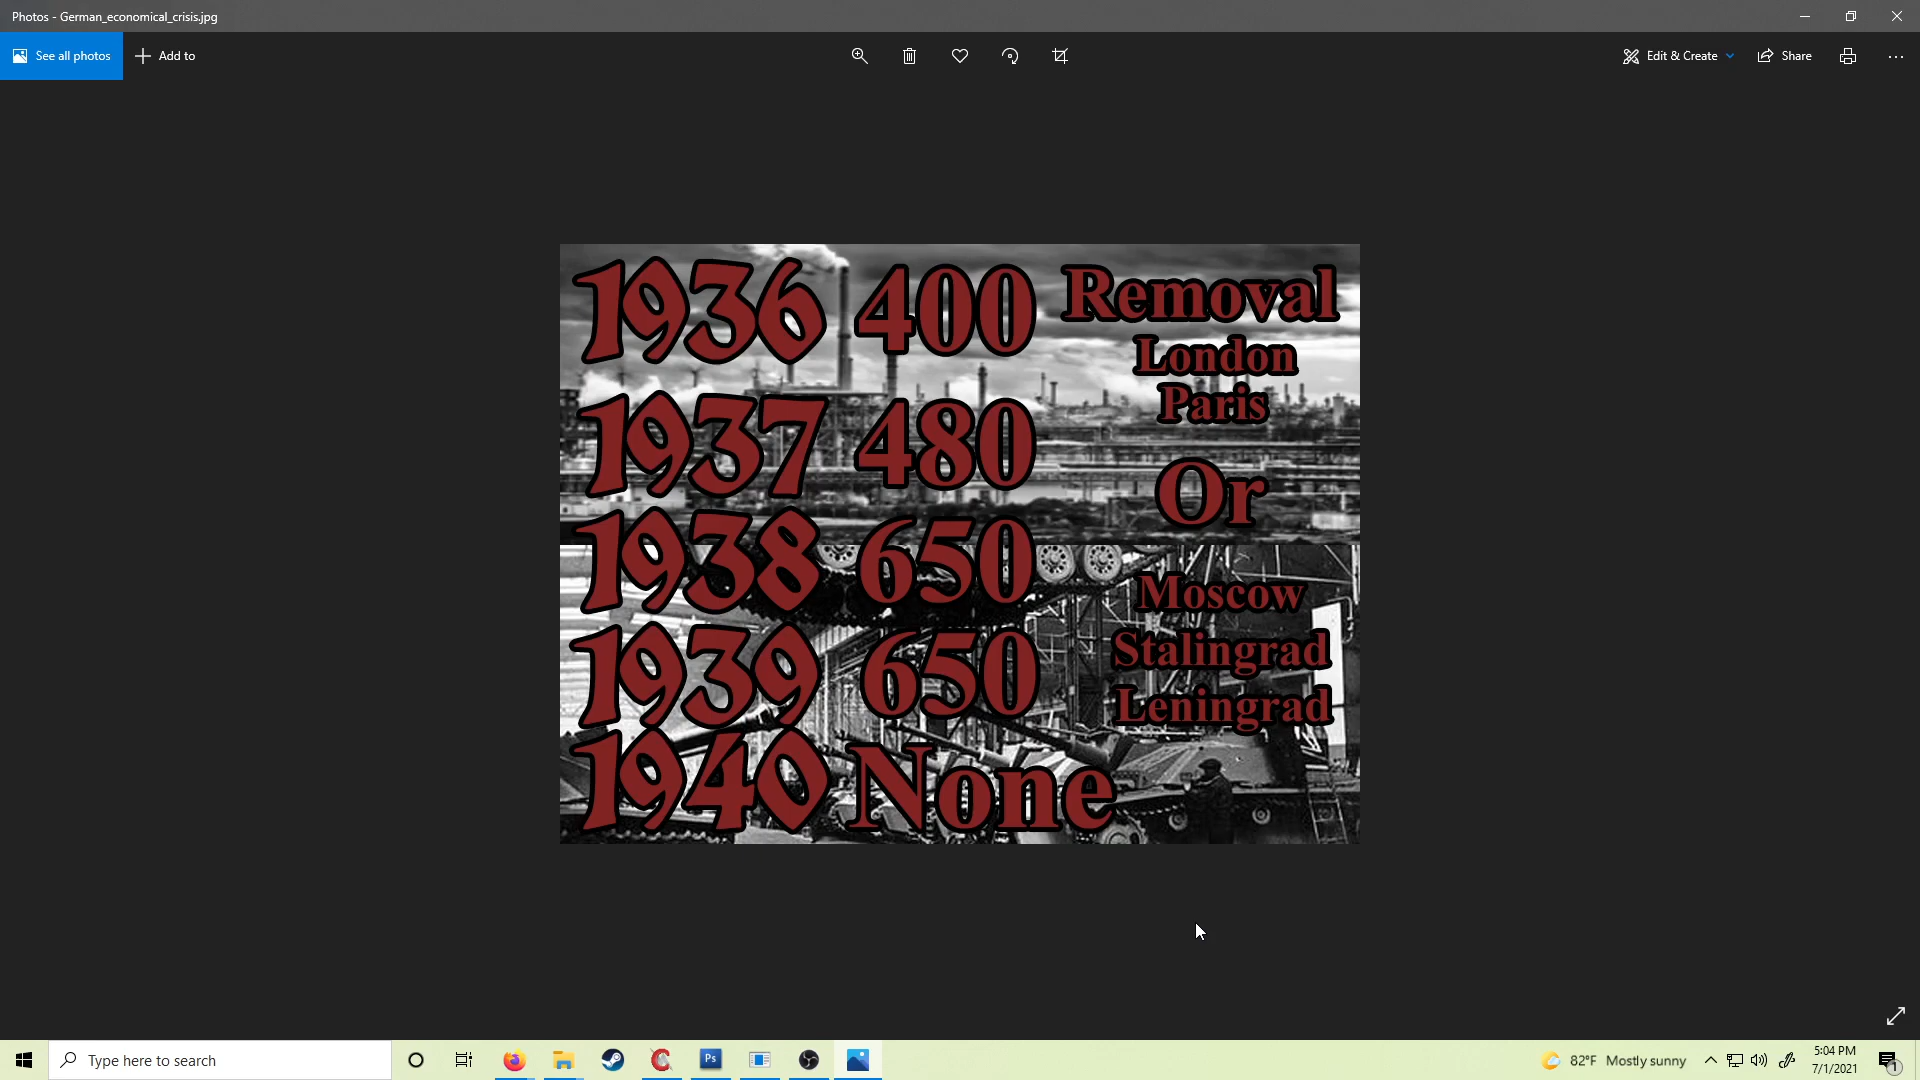 Photos - German_economical_crisis.jpg
See all photos
Add to
Edit & Create
Share
1936 400
1937 480
1938 650
1939 650
1940 None
Removal
London
Paris
Or
Moscow
Stalingrad
Leningrad
Type here to search
Ps
82°F Mostly sunny
5:04 PM
7/1/2021
1